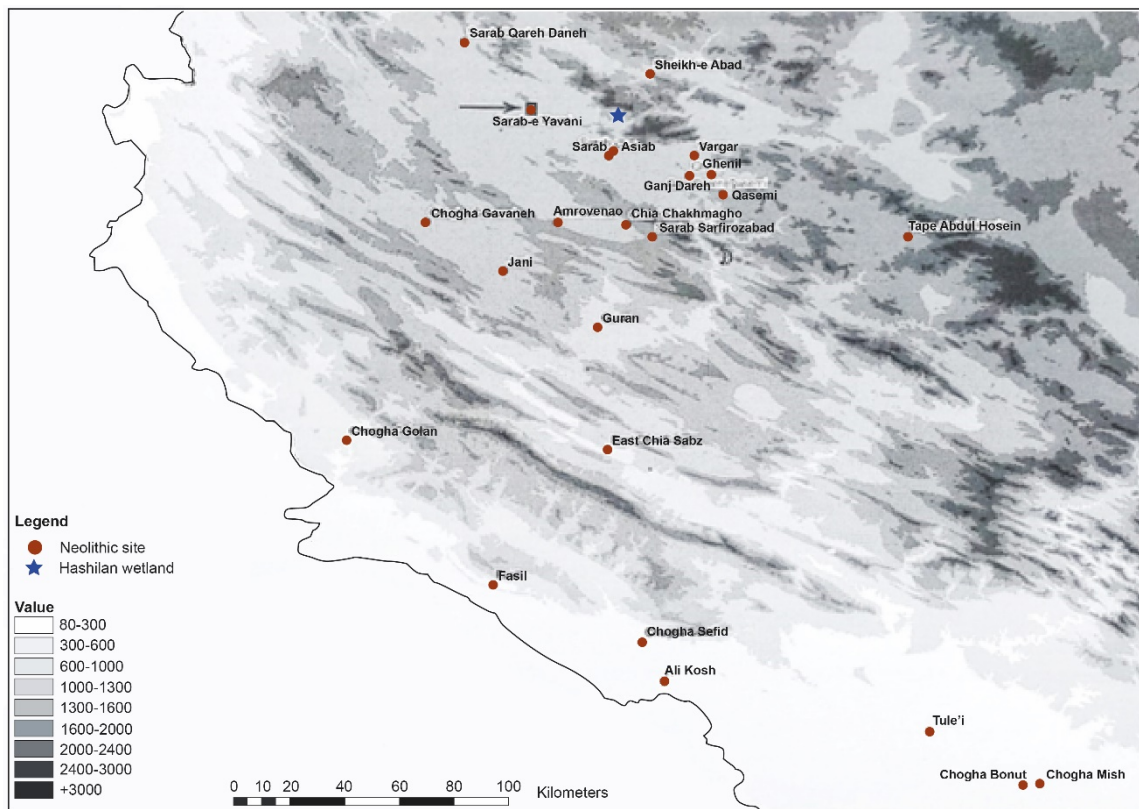 Sarab Qareh Daneh
Sheikh-e Abad
Sarab-e Yavani
Sarab Asiab
Vargar
Ghenil
Ganj Dareh
Qasemi
Chogha Gavaneh
Amrovenao
Chia Chakhmagho
Sarab Sarfirozabad
Tape Abdul Hosein
Jani
Guran
Chogha Golan
East Chia Sabz
Fasil
Chogha Sefid
Ali Kosh
Tule'i
Chogha Bonut
Chogha Mish
Legend
Neolithic site
Hashilan wetland
Value
80-300
300-600
600-1000
1000-1300
1300-1600
1600-2000
2000-2400
2400-3000
+3000
0 10 20 40 60 80 100 Kilometers